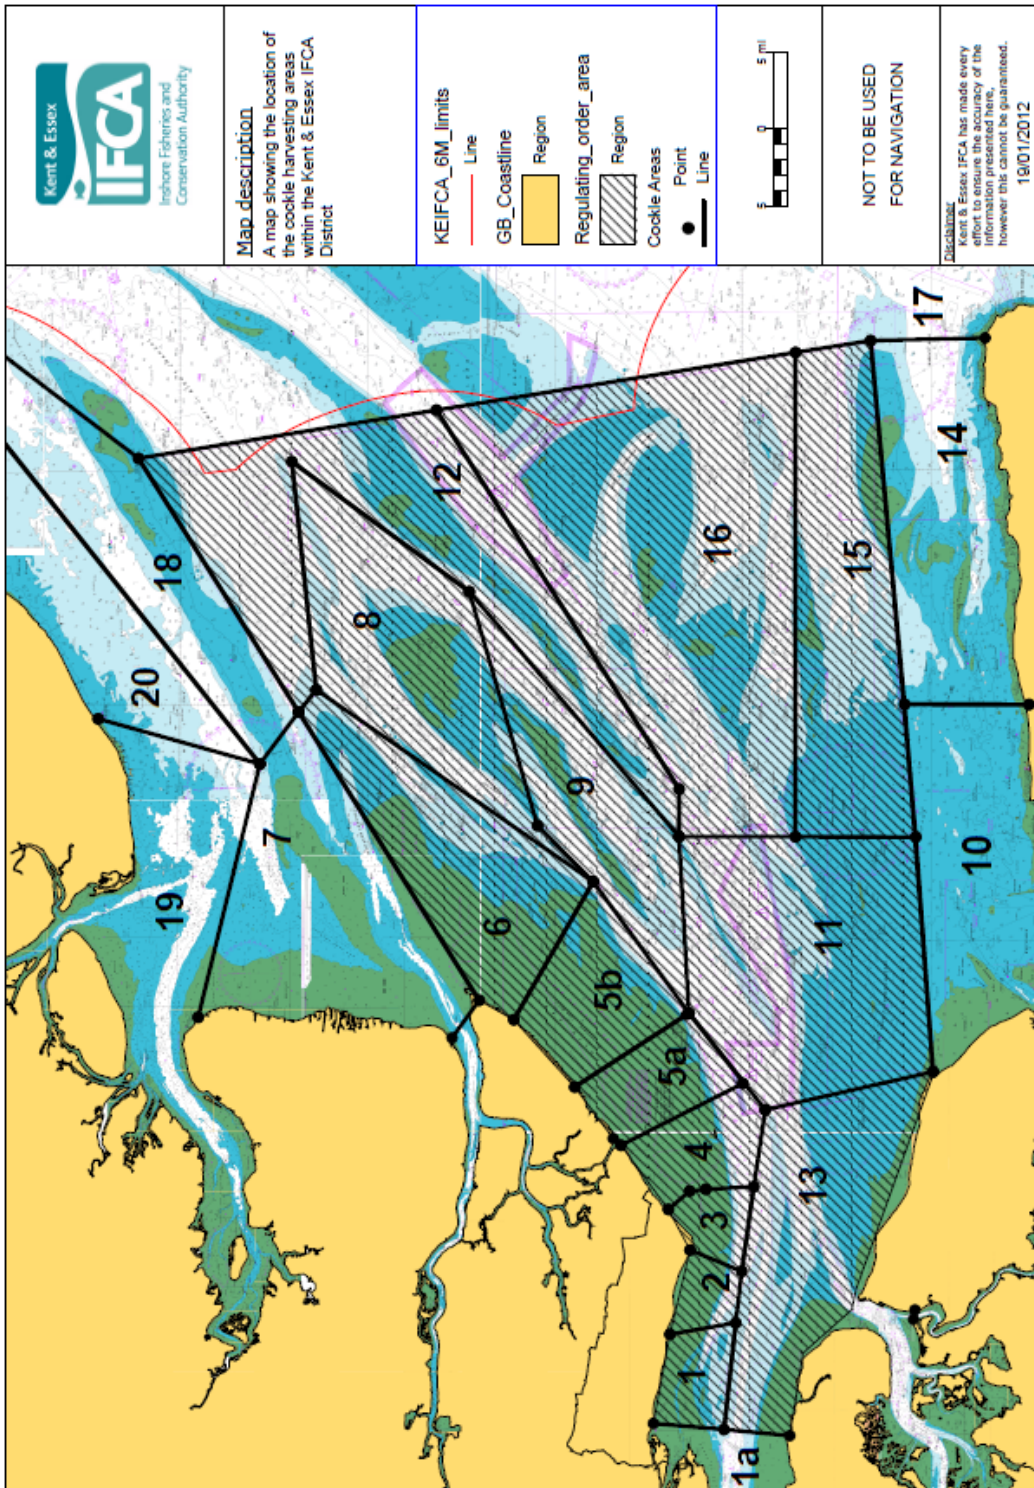 Kent & Essex
IFCA
Inshore Fisheries and
Conservation Authority
Map description
A map showing the location of
the cockle harvesting areas
within the Kent & Essex IFCA
District
KEIFCA_6M_limits
Line
GB_Coastline
Region
Regulating_order_area
Region
Cockle Areas
Point
Line
5 0 5 mi
NOT TO BE USED
FOR NAVIGATION
Disclaimer
Kent & Essex IFCA has made every
effort to ensure the accuracy of the
information presented here,
however this cannot be guaranteed.
19/01/2012
1a
1
2
3
4
5a
5b
6
7
8
9
10
11
12
13
14
15
16
17
18
19
20